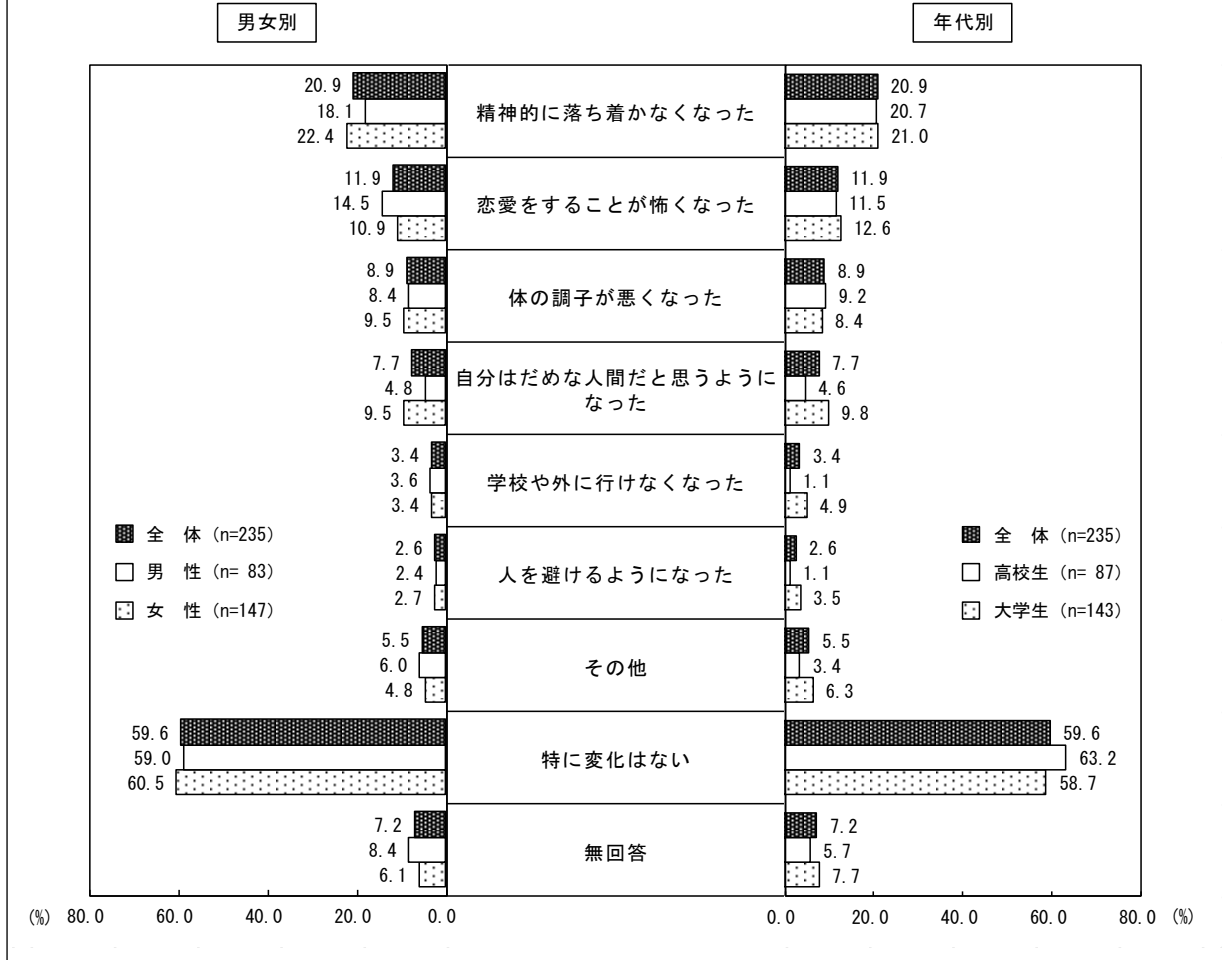 男女別
年代別
20.9
18.1
22.4
精神的に落ち着かなくなった
20.9
20.7
21.0
11.9
14.5
10.9
恋愛をすることが怖くなった
11.9
11.5
12.6
8.9
8.4
9.5
体の調子が悪くなった
8.9
9.2
8.4
7.7
4.8
9.5
自分はだめな人間だと思うように
なった
7.7
4.6
9.8
3.4
3.6
3.4
学校や外に行けなくなった
3.4
1.1
4.9
2.6
2.4
2.7
人を避けるようになった
2.6
1.1
3.5
全　体 (n=235)
男　性 (n= 83)
女　性 (n=147)
全　体 (n=235)
高校生 (n= 87)
大学生 (n=143)
5.5
6.0
4.8
その他
5.5
3.4
6.3
59.6
59.0
60.5
特に変化はない
59.6
63.2
58.7
7.2
8.4
6.1
無回答
7.2
5.7
7.7
(%) 80.0 60.0 40.0 20.0 0.0
0.0 20.0 40.0 60.0 80.0 (%)